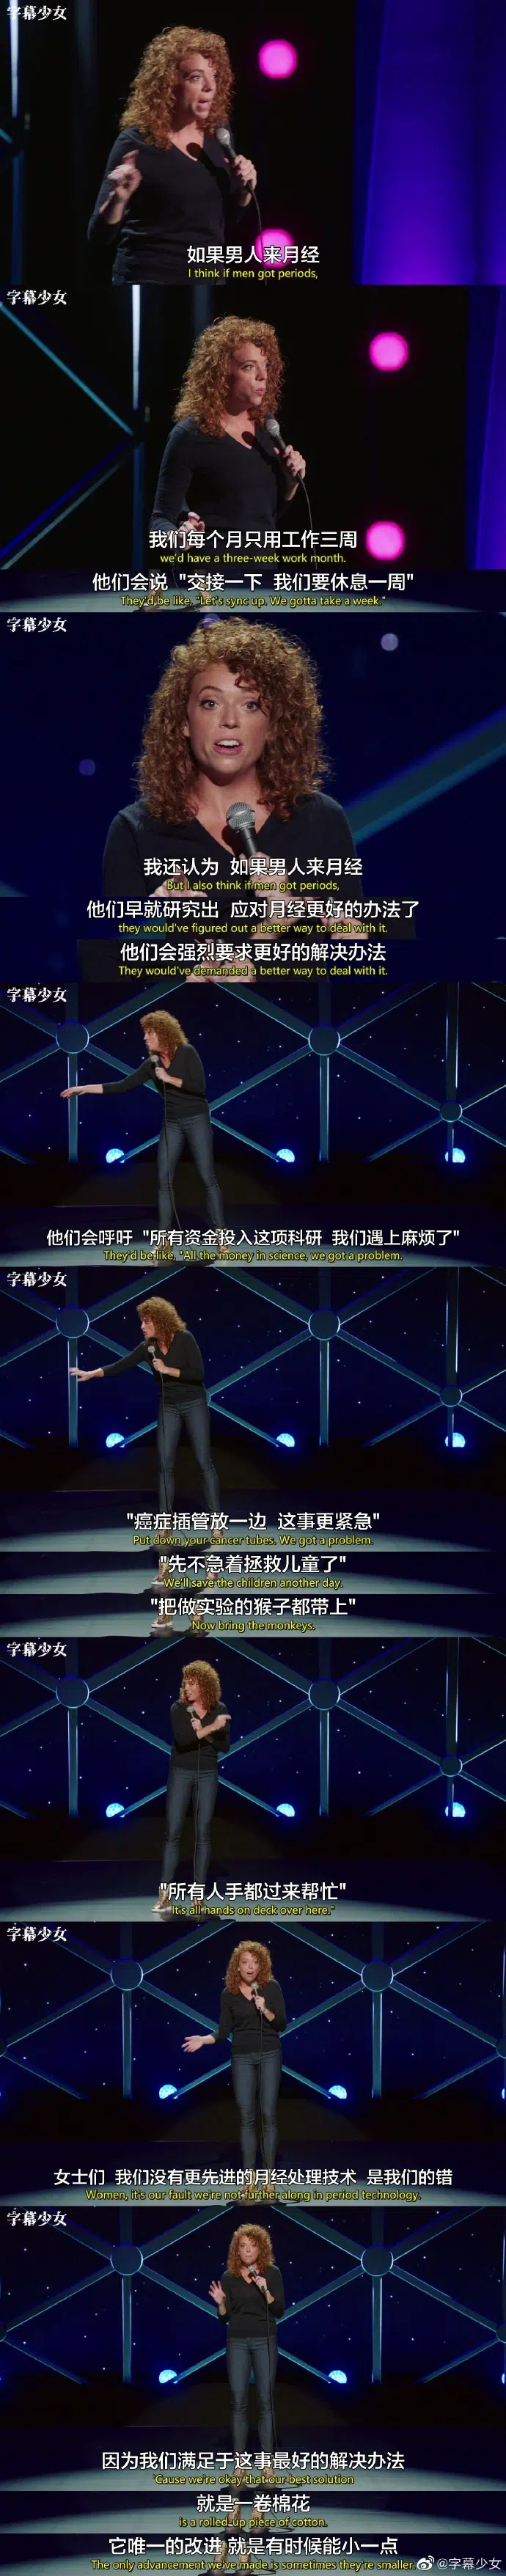 字幕少女
如果男人来月经
I think if men got periods,
字幕少女
我们每个月只用工作三周
we'd have a three-week work month.
他们会说 "交接一下 我们要休息一周"
They'd be like, "Let's sync up. We gotta take a week."
字幕少女
我还认为 如果男人来月经
But I also think if men got periods,
他们早就研究出 应对月经更好的办法了
they would've figured out a better way to deal with it.
他们会强烈要求更好的解决办法
They would've demanded a better way to deal with it.
字幕少女
他们会呼吁 "所有资金投入这项科研 我们遇上麻烦了"
They'd be like, "All the money in science, we got a problem.
字幕少女
"癌症插管放一边 这事更紧急"
Put down your cancer tubes. We got a problem.
"先不急着拯救儿童了"
We'll save the children another day.
"把做实验的猴子都带上"
Now bring the monkeys.
字幕少女
"所有人手都过来帮忙"
It's all hands on deck over here."
字幕少女
女士们 我们没有更先进的月经处理技术 是我们的错
Women, it's our fault we're not further along in period technology.
字幕少女
因为我们满足于这事最好的解决办法
'Cause we're okay that our best solution
就是一卷棉花
is a rolled-up piece of cotton.
它唯一的改进 就是有时候能小一点
The only advancement we've made is sometimes they're smaller.
@字幕少女